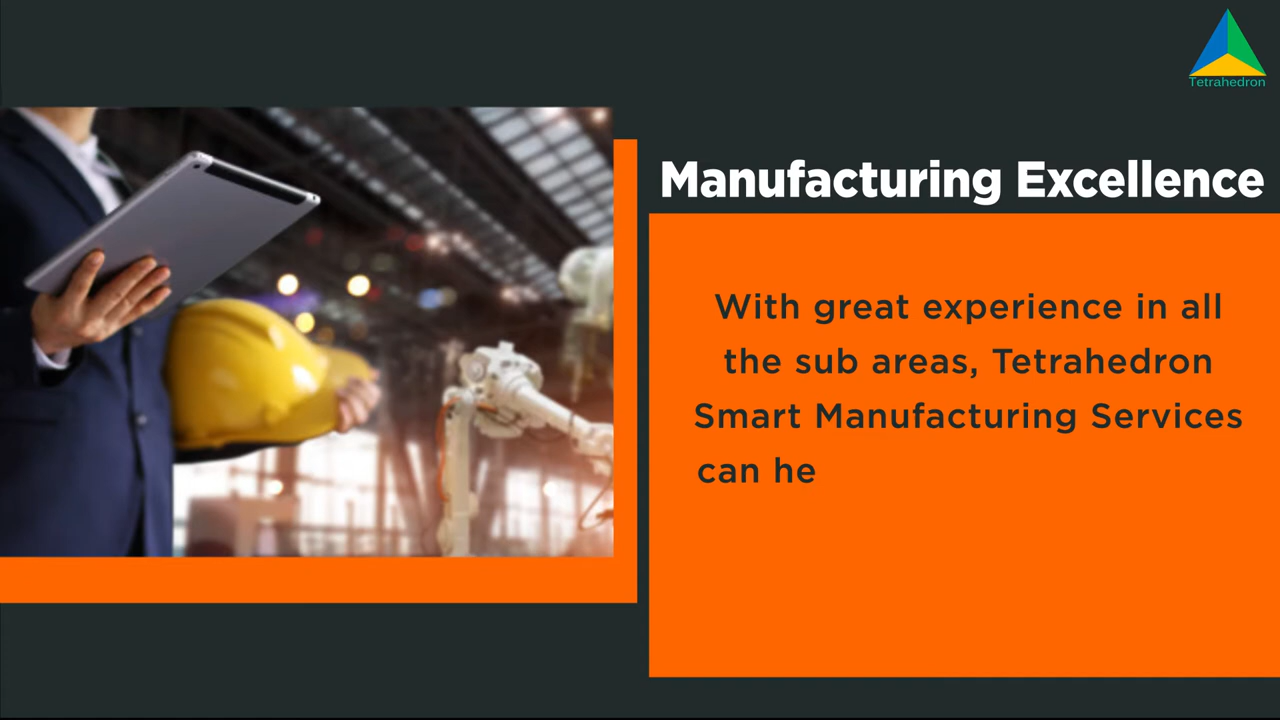 Tetrahedron
Manufacturing Excellence
With great experience in all
the sub areas, Tetrahedron
Smart Manufacturing Services
can he